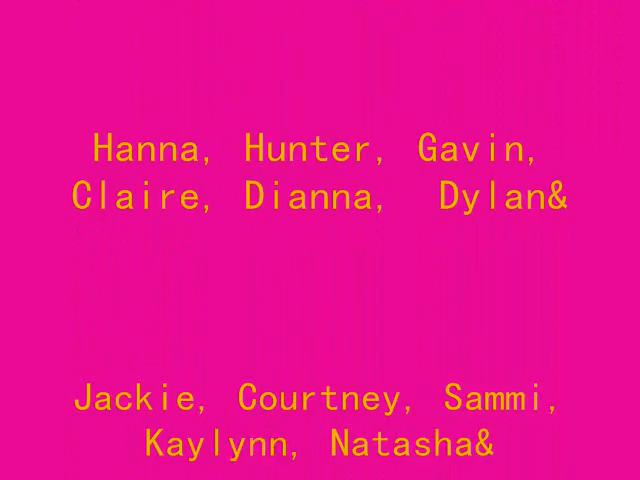 Hanna, Hunter, Gavin,
Claire, Dianna,  Dylan&
Jackie, Courtney, Sammi,
Kaylynn, Natasha&